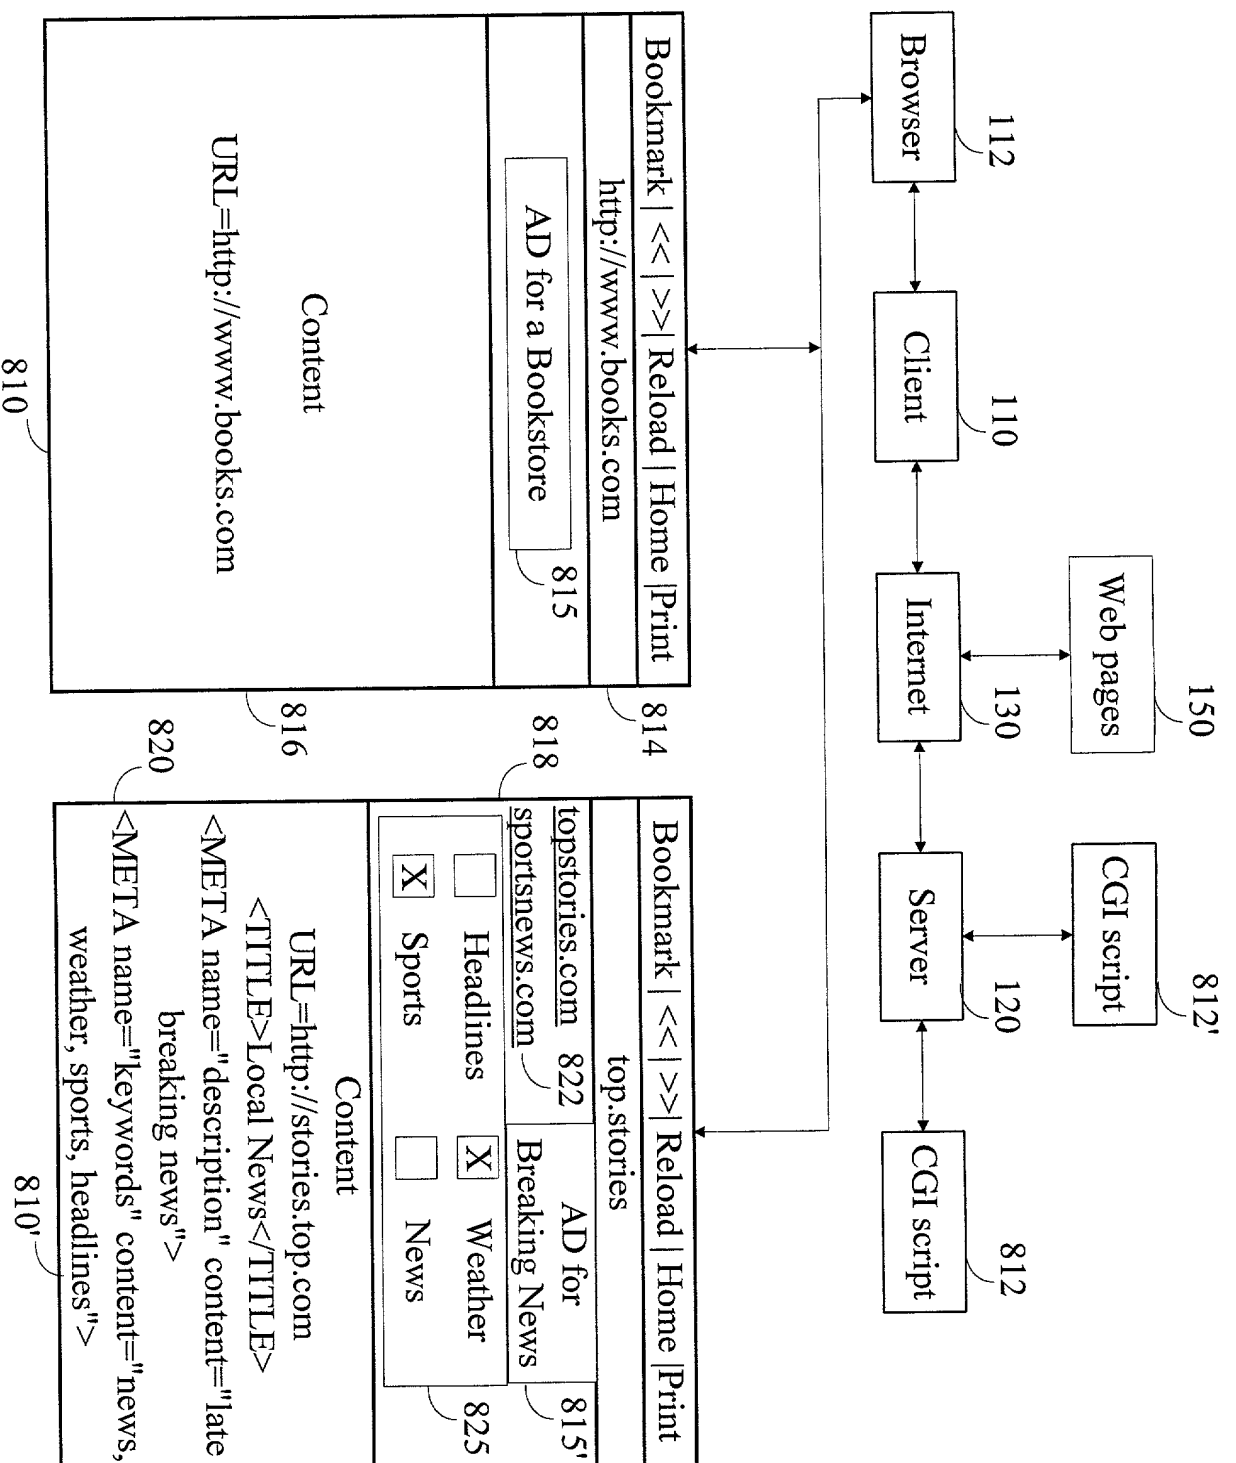 150
812'
Web pages
CGI script
112
110
130
120
812
Browser
Client
Internet
Server
CGI script
Bookmark | << | >>| Reload | Home |Print
http://www.books.com
814
AD for a Bookstore
815
Content
URL=http://www.books.com
816
810
Bookmark | << | >>| Reload | Home |Print
top.stories
818
topstories.com
sportsnews.com
822
AD for
Breaking News
815'
Headlines
X Weather
X Sports
News
825
Content
URL=http://stories.top.com
<TITLE>Local News</TITLE>
<META name="description" content="late
breaking news">
<META name="keywords" content="news,
weather, sports, headlines">
820
810'